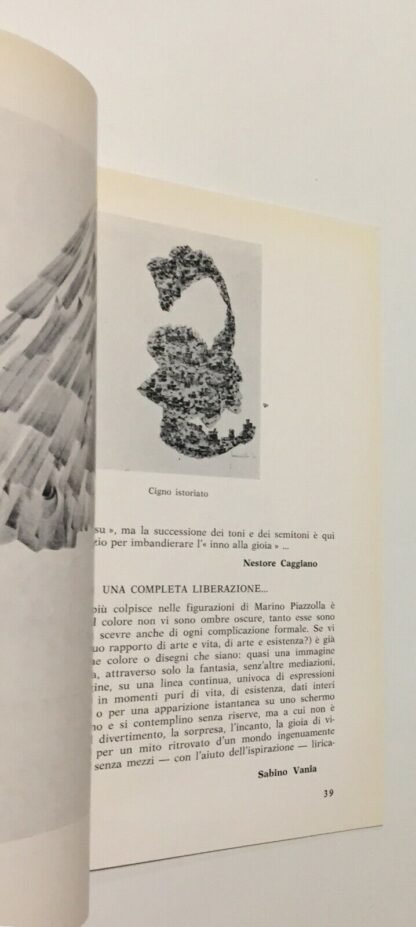 Cigno istoriato
su », ma la successione dei toni e dei semitoni è qui
zio per imbandierare l'« inno alla gioia » ...
Nestore Caggiano
UNA COMPLETA LIBERAZIONE...
più colpisce nelle figurazioni di Marino Piazzolla è
l colore non vi sono ombre oscure, tanto esse sono
scevre anche di ogni complicazione formale. Se vi
uo rapporto di arte e vita, di arte e esistenza?) è già
ne colore o disegni che siano: quasi una immagine
a, attraverso solo la fantasia, senz'altre mediazioni,
gine, su una linea continua, univoca di espressioni
in momenti puri di vita, di esistenza, dati interi
o per una apparizione istantanea su uno schermo
no e si contemplino senza riserve, ma a cui non è
l divertimento, la sorpresa, l'incanto, la gioia di vi-
per un mito ritrovato d'un mondo ingenuamente
senza mezzi — con l'aiuto dell'ispirazione — lirica-
Sabino Vania
39